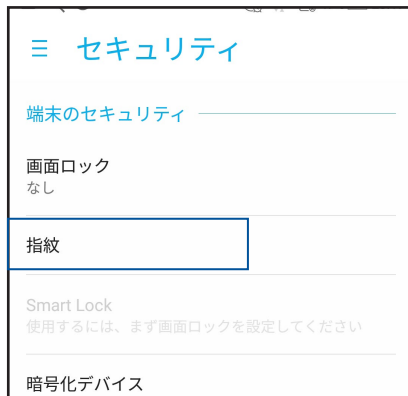 セキュリティ
端末のセキュリティ
画面ロック
なし
指紋
Smart Lock
使用するには、まず画面ロックを設定してください
暗号化デバイス